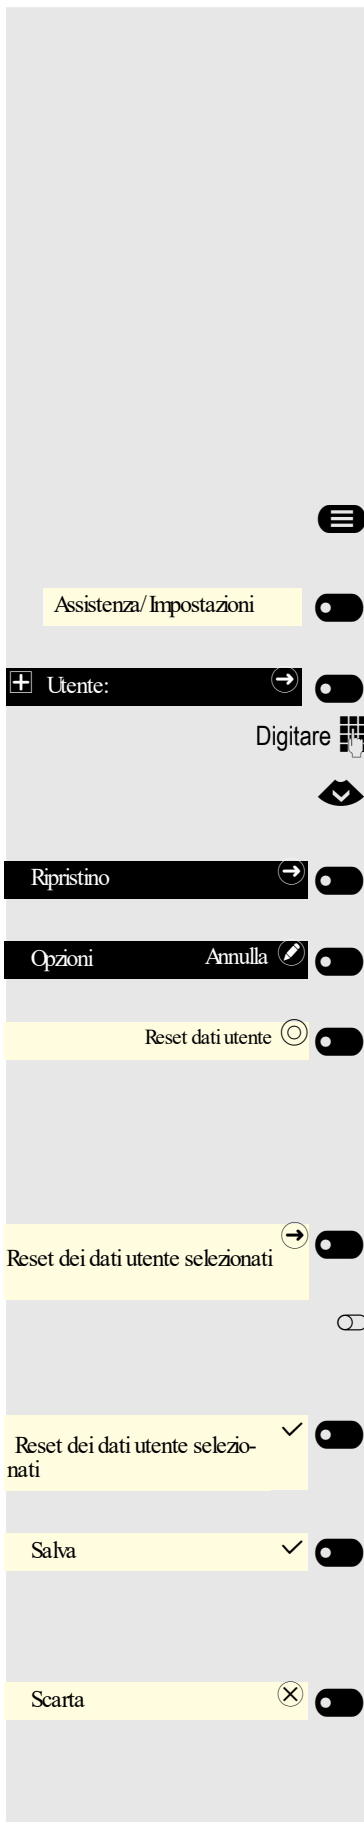 Assistenza/ Impostazioni
Utente:
Digitare
Ripristino
Opzioni Annulla
Reset dati utente
Reset dei dati utente selezionati
Reset dei dati utente selezio-
nati
Salva
Scarta